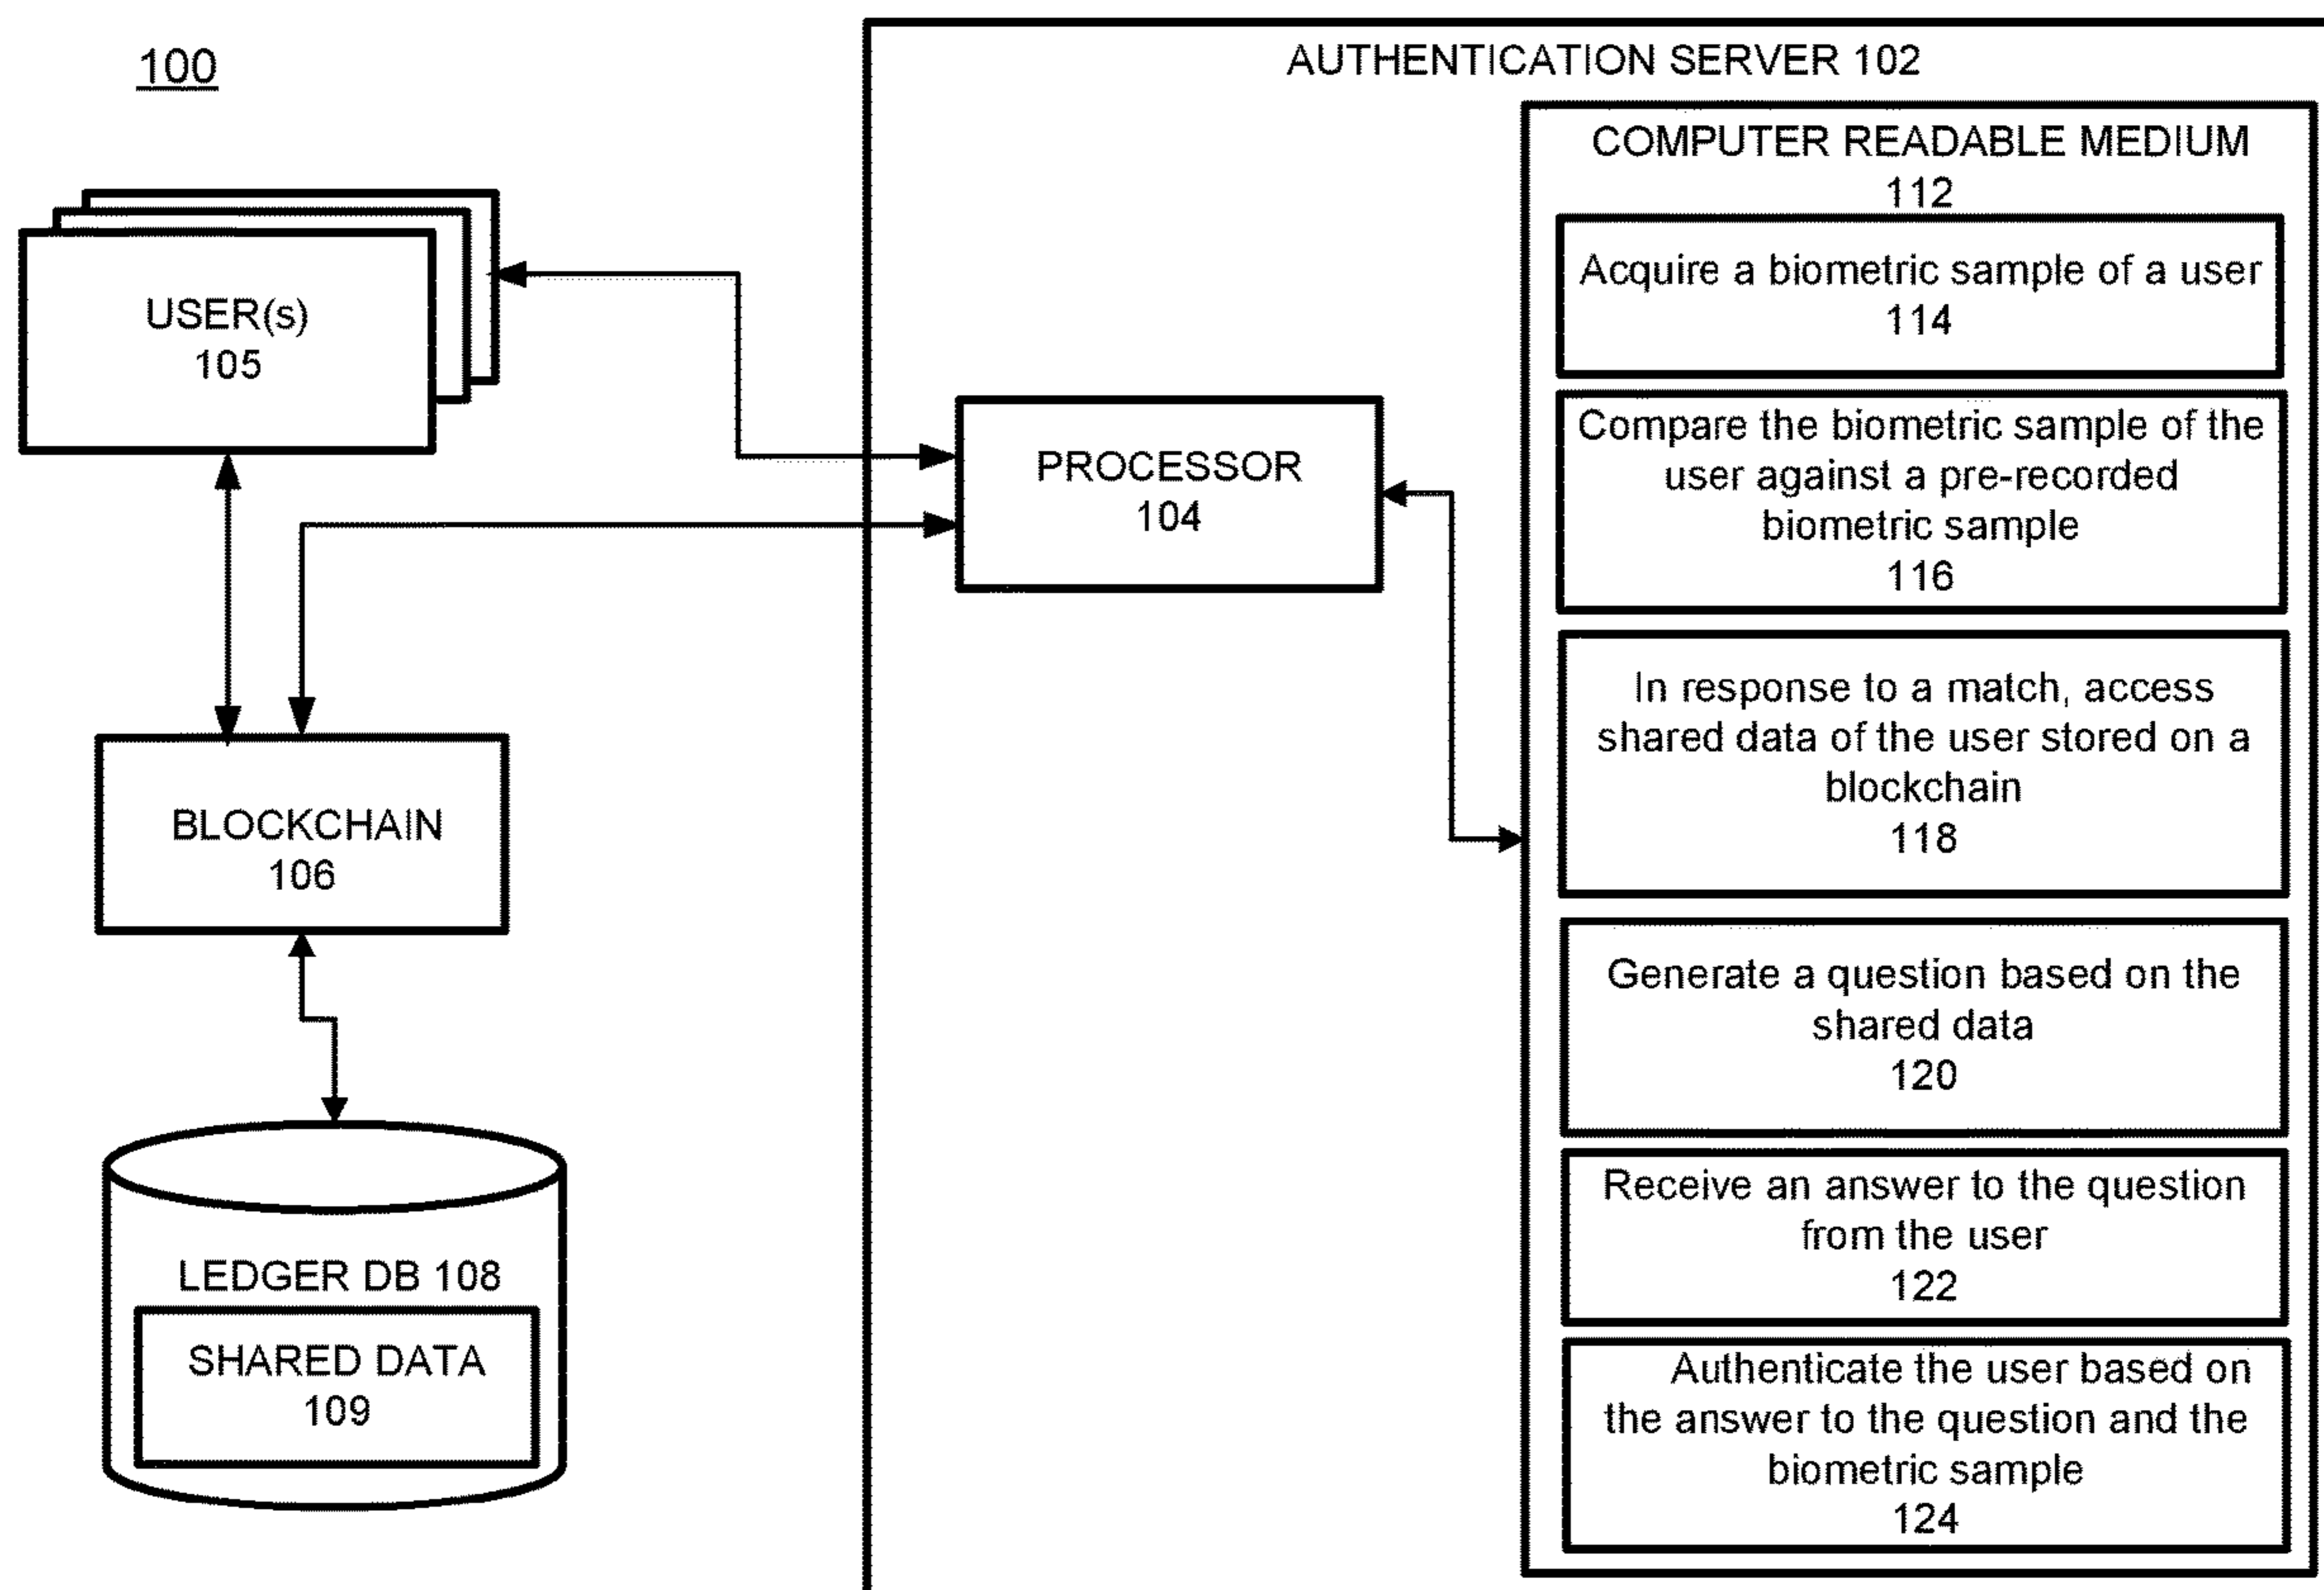 100
AUTHENTICATION SERVER 102
USER(s)
105
PROCESSOR
104
BLOCKCHAIN
106
LEDGER DB 108
SHARED DATA
109
COMPUTER READABLE MEDIUM
112
Acquire a biometric sample of a user
114
Compare the biometric sample of the
user against a pre-recorded
biometric sample
116
In response to a match, access
shared data of the user stored on a
blockchain
118
Generate a question based on the
shared data
120
Receive an answer to the question
from the user
122
Authenticate the user based on
the answer to the question and the
biometric sample
124